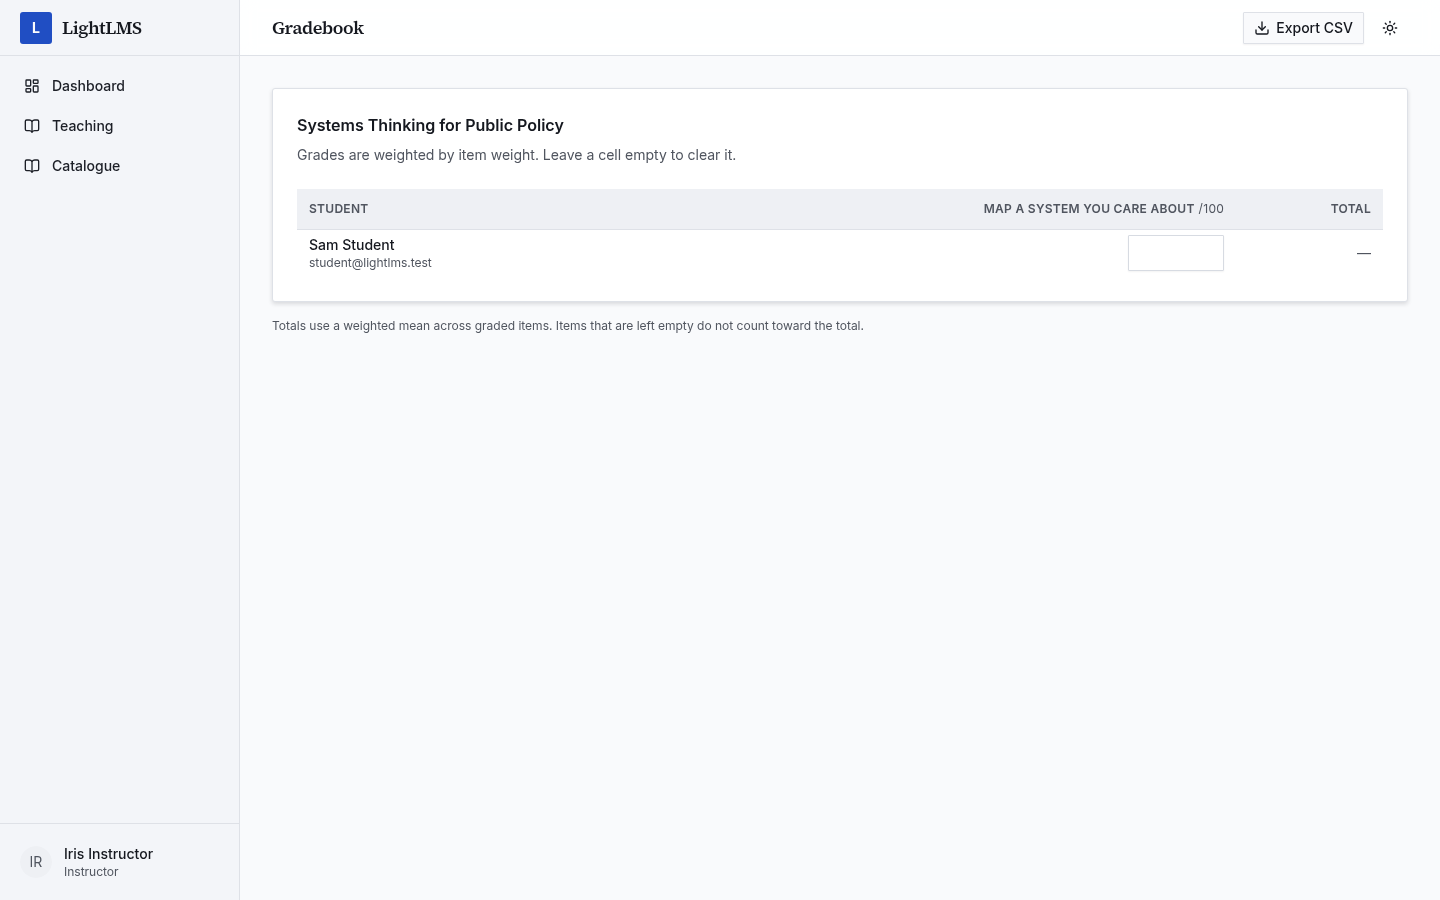 L LightLMS
Gradebook
Export CSV
Dashboard
Teaching
Catalogue
Systems Thinking for Public Policy
Grades are weighted by item weight. Leave a cell empty to clear it.
STUDENT MAP A SYSTEM YOU CARE ABOUT /100 TOTAL
Sam Student
student@lightlms.test
—
Totals use a weighted mean across graded items. Items that are left empty do not count toward the total.
IR
Iris Instructor
Instructor